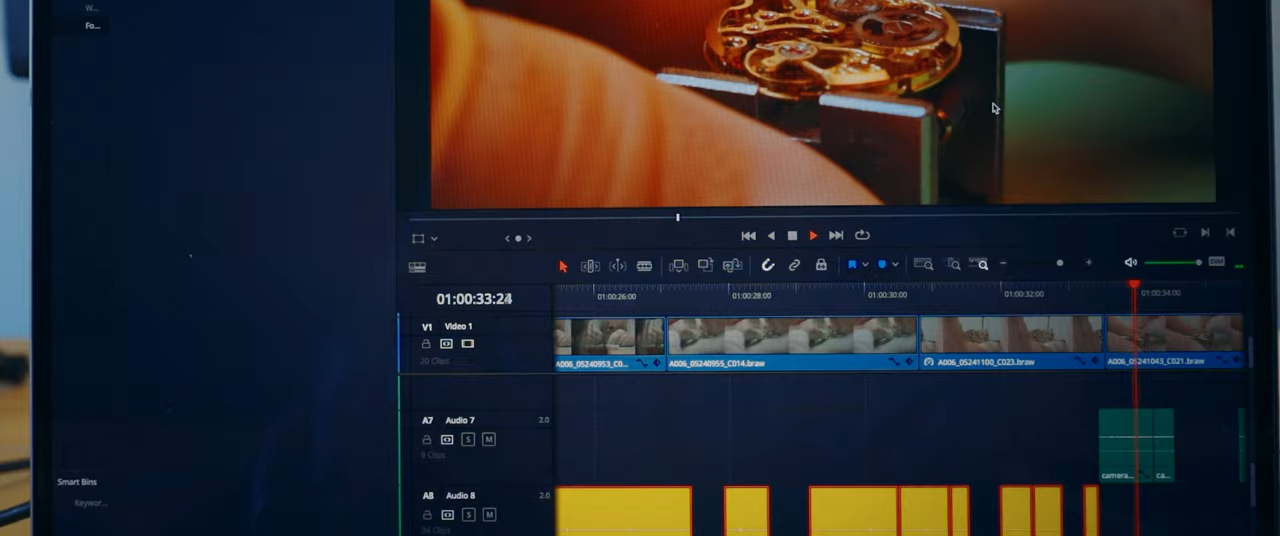 W...
Fo...
DIM
01:00:33:24
01:00:26:00
01:00:28:00
01:00:30:00
01:00:32:00
01:00:34:00
V1 Video 1
20 Clips
A006_05240953_C0...
A006_05240955_C014.braw
A006_05241100_C023.braw
A006_05241043_C021.braw
A7 Audio 7 2.0
S M
9 Clips
camera...
ca...
Smart Bins
Keywor...
A8 Audio 8 2.0
S M
34 Clips